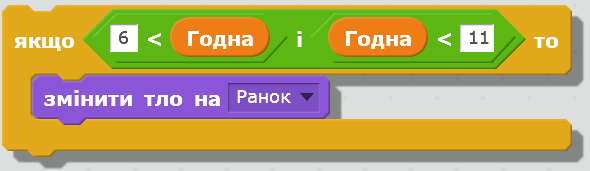 якщо 6 < Годна і Годна < 11 то
змінити тло на Ранок